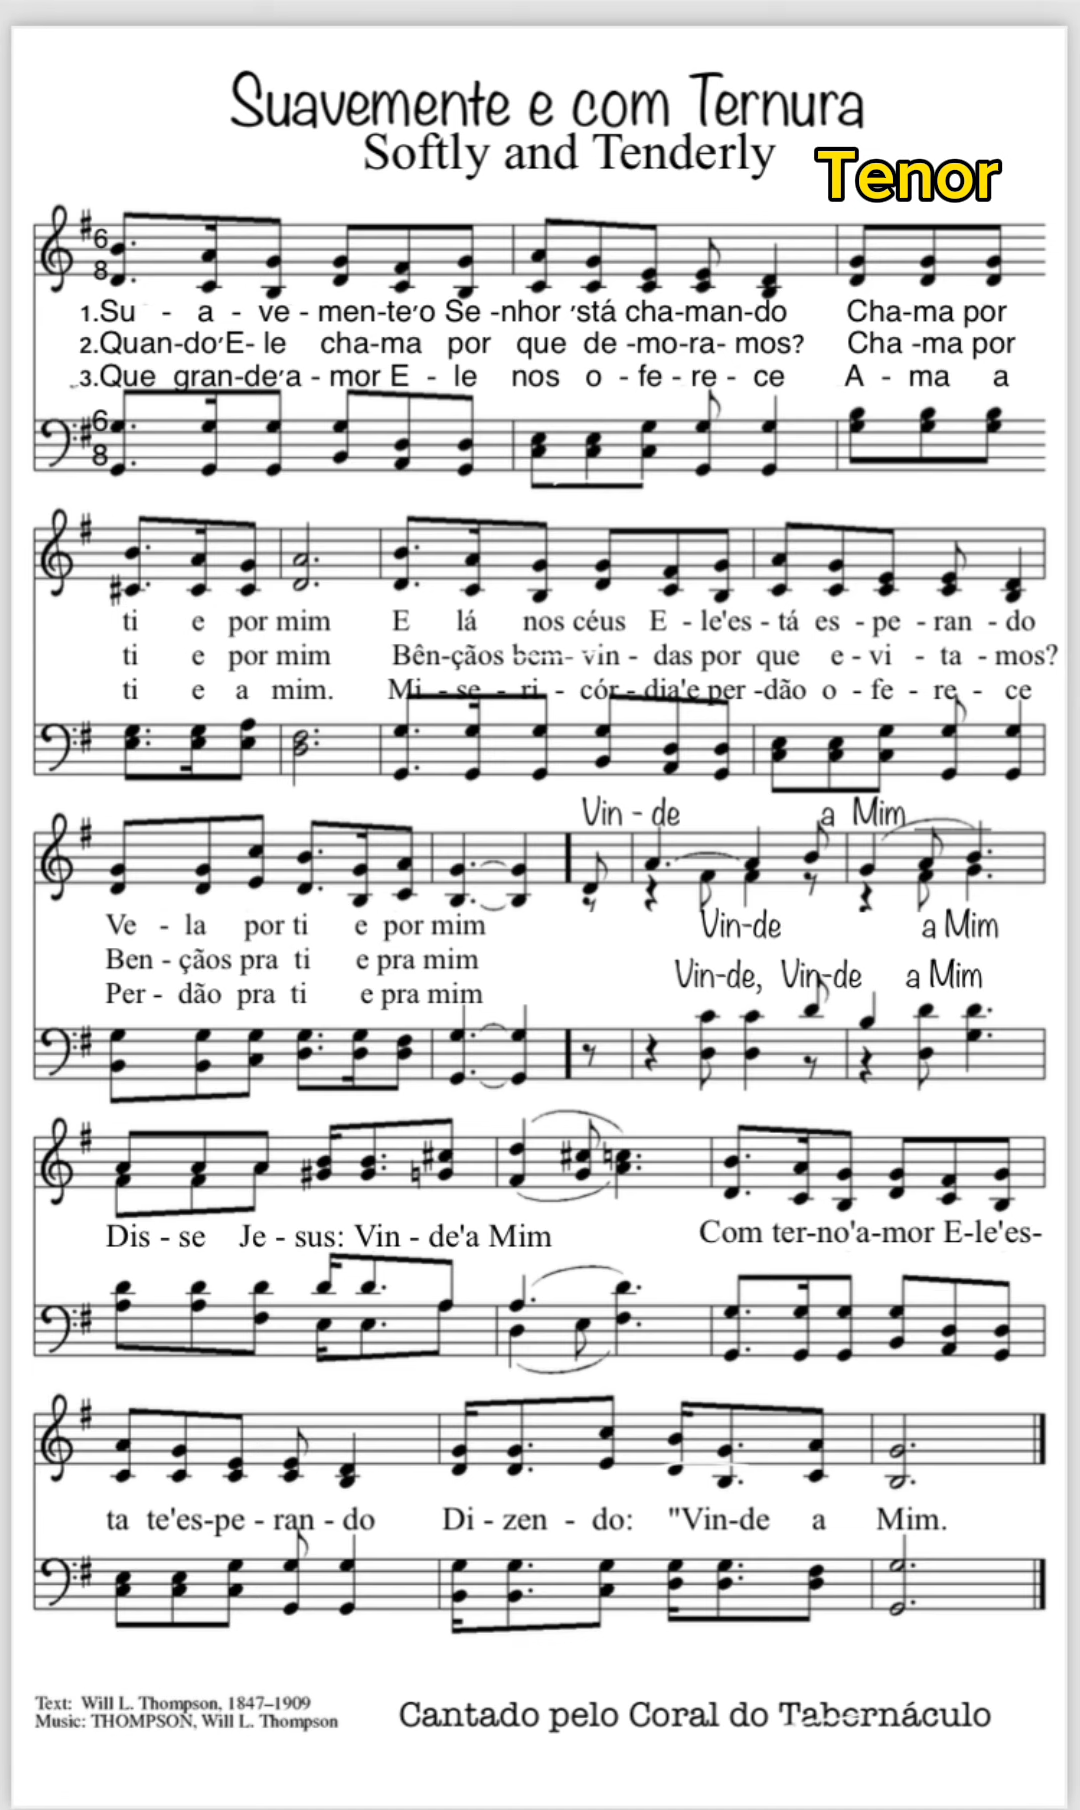 Suavemente e com Ternura
Softly and Tenderly
Tenor
6
8
1.Su - a - ve - men-te'o Se -nhor 'stá cha-man-do Cha-ma por
2.Quan-do'E- le cha-ma por que de -mo-ra- mos? Cha -ma por
3.Que gran-de'a - mor E - le nos o - fe - re - ce A - ma a
6
8
ti e por mim E lá nos céus E - le'es - tá es - pe - ran - do
ti e por mim Bên-çãos bem- vin - das por que e - vi - ta - mos?
ti e a mim. Mi - se - ri - cór - dia'e per -dão o - fe - re - ce
Vin - de a Mim
Ve - la por ti e por mim Vin-de a Mim
Ben - çãos pra ti e pra mim
Per - dão pra ti e pra mim Vin-de, Vin-de a Mim
Dis - se Je - sus: Vin - de'a Mim Com ter-no'a-mor E-le'es-
ta te'es-pe - ran - do Di - zen - do: "Vin-de a Mim.
Text: Will L. Thompson, 1847–1909
Music: THOMPSON, Will L. Thompson
Cantado pelo Coral do Tabernáculo